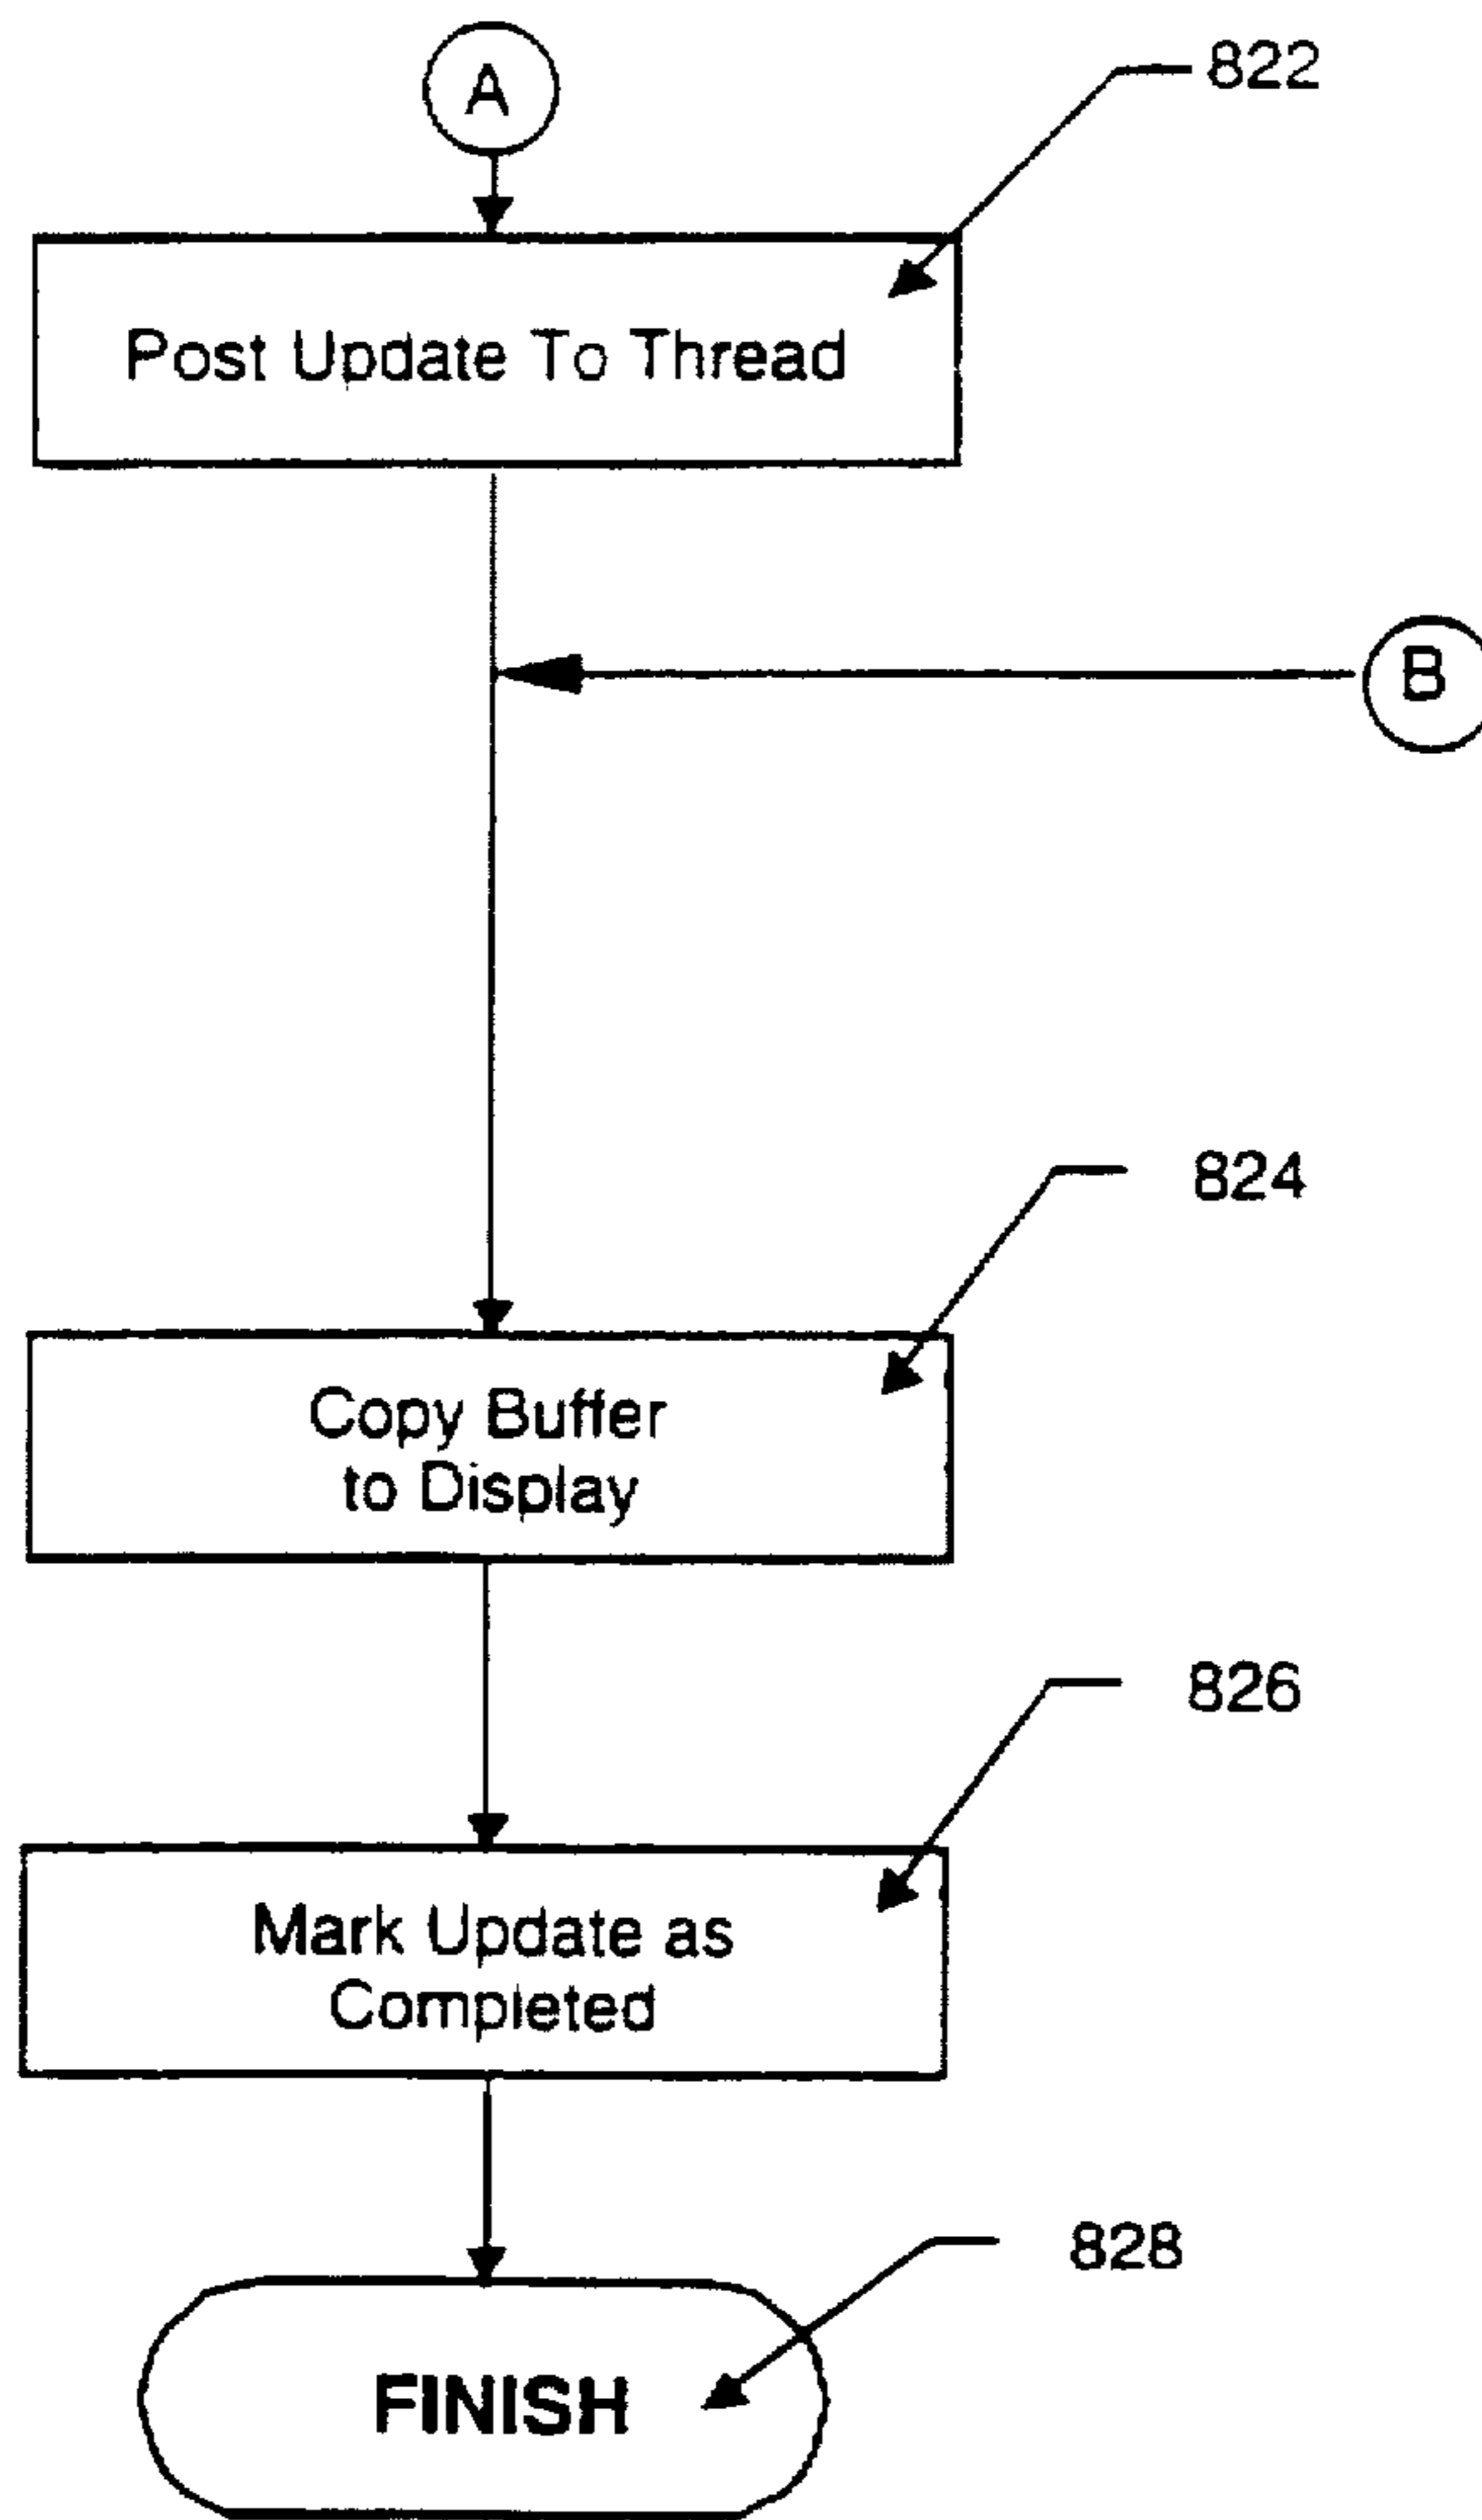 A
822
Post Update To Thread
B
824
Copy Buffer
to Display
826
Mark Update as
Completed
828
FINISH